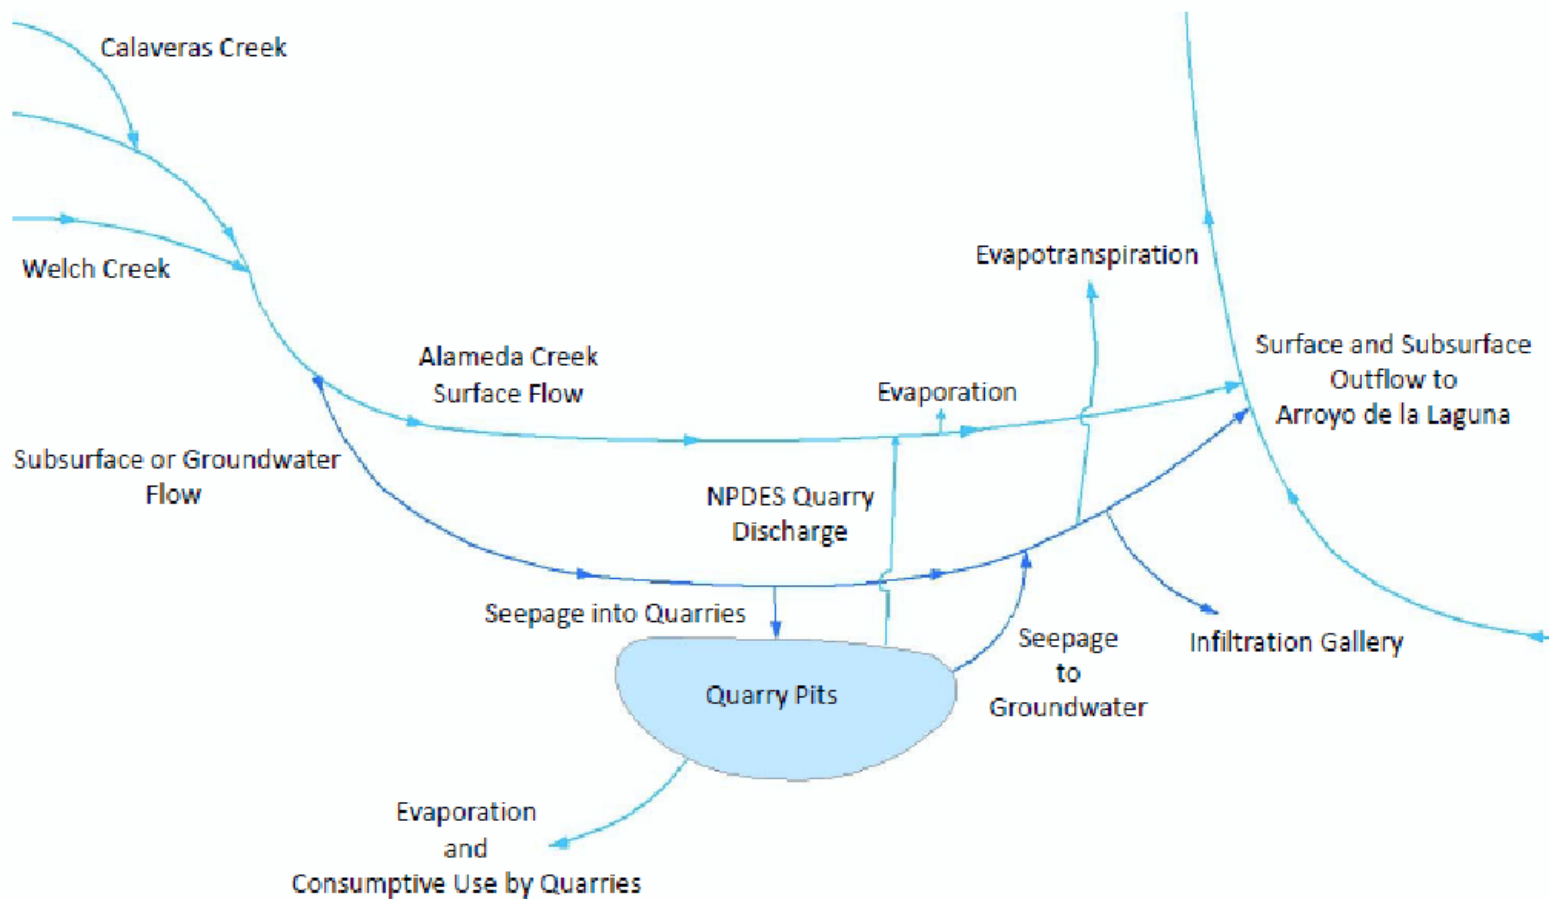 Calaveras Creek
Welch Creek
Evapotranspiration
Alameda Creek
Surface Flow
Evaporation
Surface and Subsurface
Outflow to
Arroyo de la Laguna
Subsurface or Groundwater
Flow
NPDES Quarry
Discharge
Seepage into Quarries
Seepage
to
Groundwater
Infiltration Gallery
Quarry Pits
Evaporation
and
Consumptive Use by Quarries